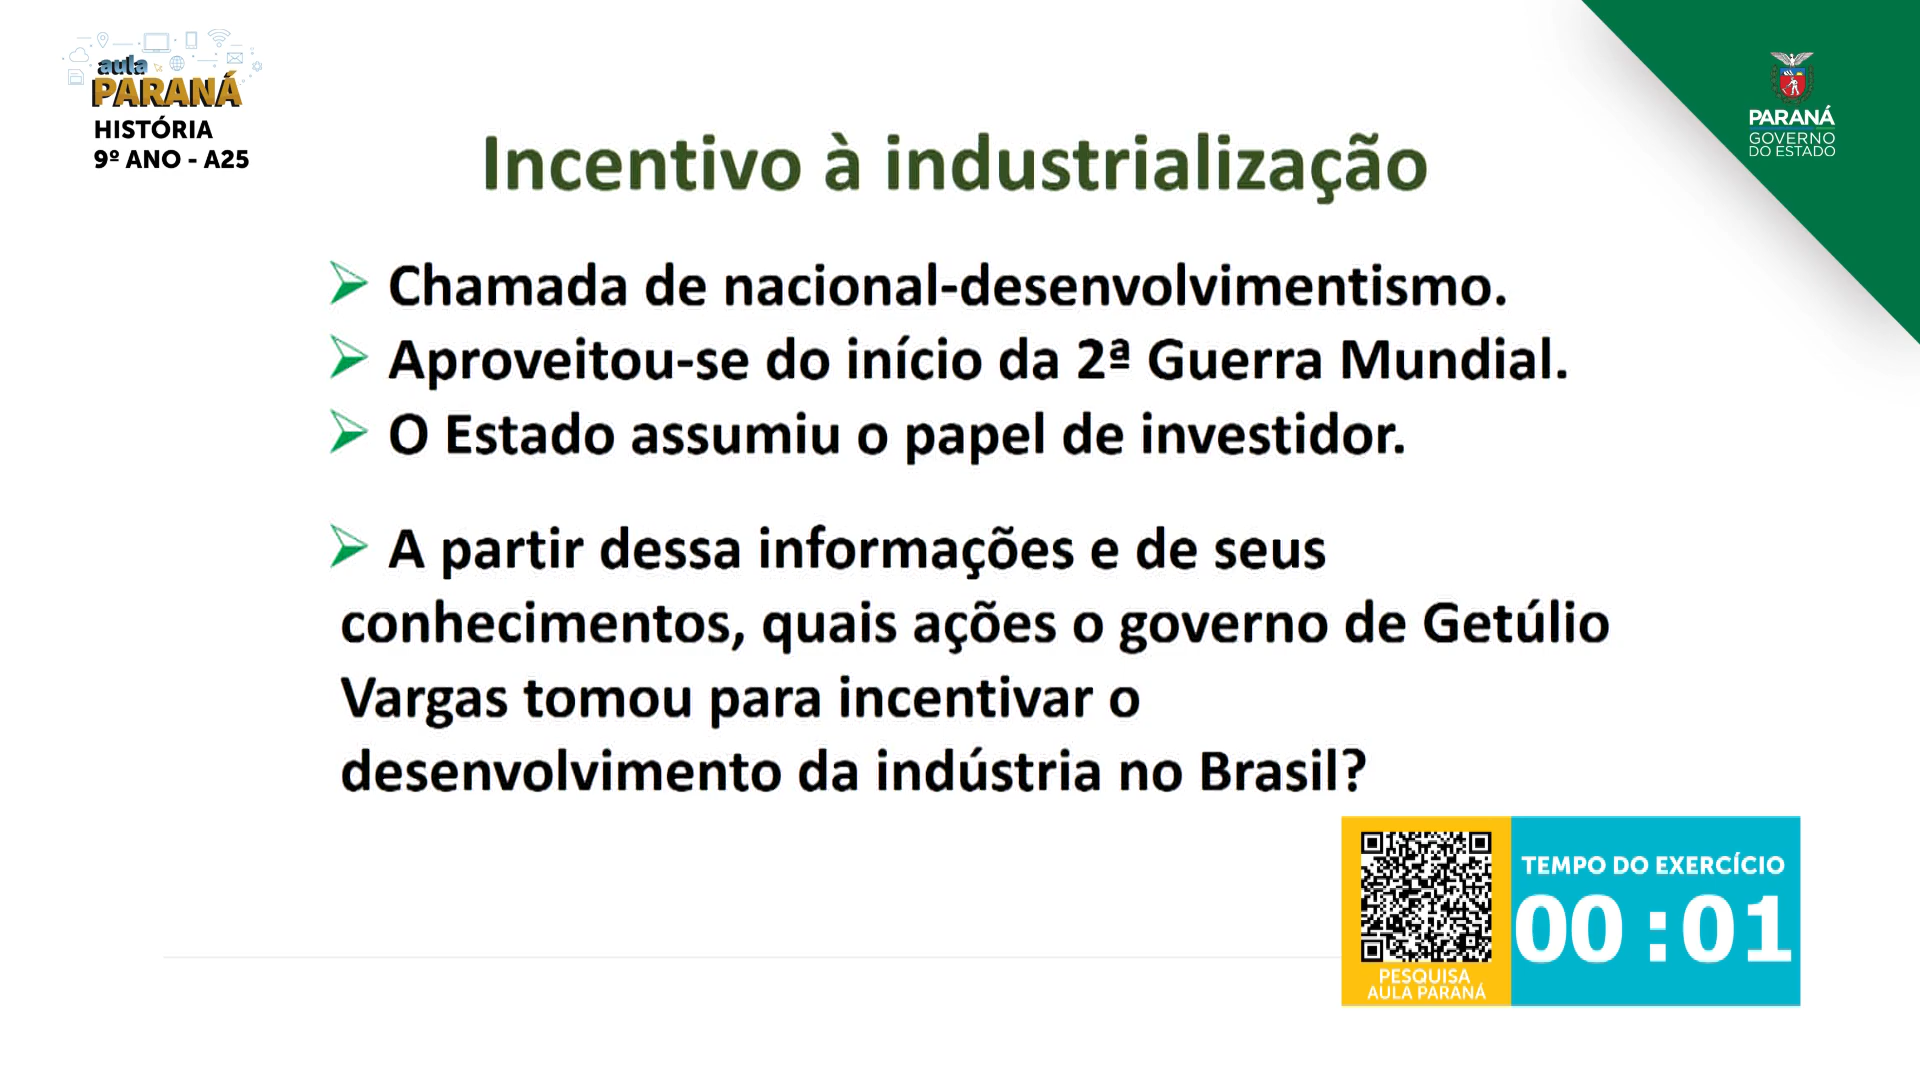 aula
PARANÁ
HISTÓRIA
9º ANO - A25
PARANÁ
GOVERNO
DO ESTADO
Incentivo à industrialização
Chamada de nacional-desenvolvimentismo.
Aproveitou-se do início da 2ª Guerra Mundial.
O Estado assumiu o papel de investidor.
A partir dessa informações e de seus
conhecimentos, quais ações o governo de Getúlio
Vargas tomou para incentivar o
desenvolvimento da indústria no Brasil?
PESQUISA
AULA PARANÁ
TEMPO DO EXERCÍCIO
00:01